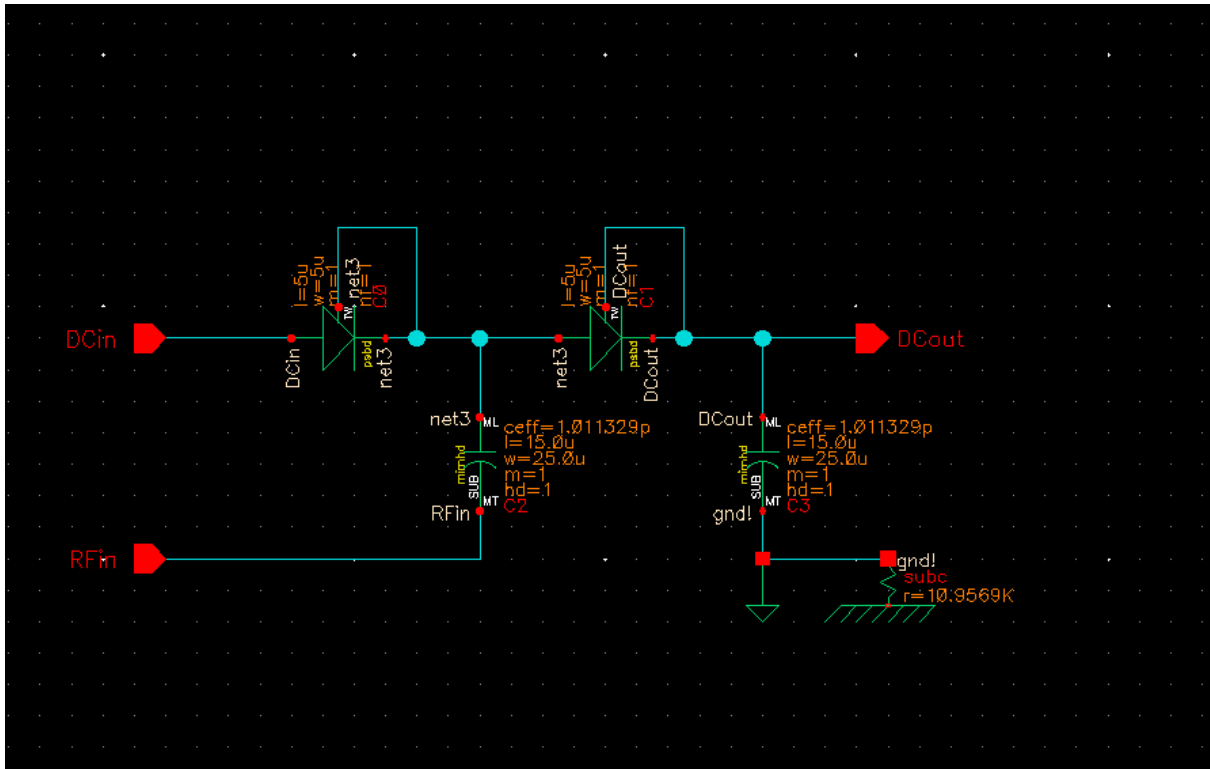 l=5u
w=5u
m=1
nf=1
net3
C0
TW
DCin
DCin
psbd
net3
l=5u
w=5u
m=1
nf=1
DCout
C1
TW
net3
psbd
DCout
DCout
net3
ML
ceff=1.011329p
l=15.0u
w=25.0u
m=1
hd=1
mimhd
SUB
MT
C2
RFin
DCout
ML
ceff=1.011329p
l=15.0u
w=25.0u
m=1
hd=1
mimhd
SUB
MT
C3
gnd!
RFin
gnd!
subc
r=10.9569K